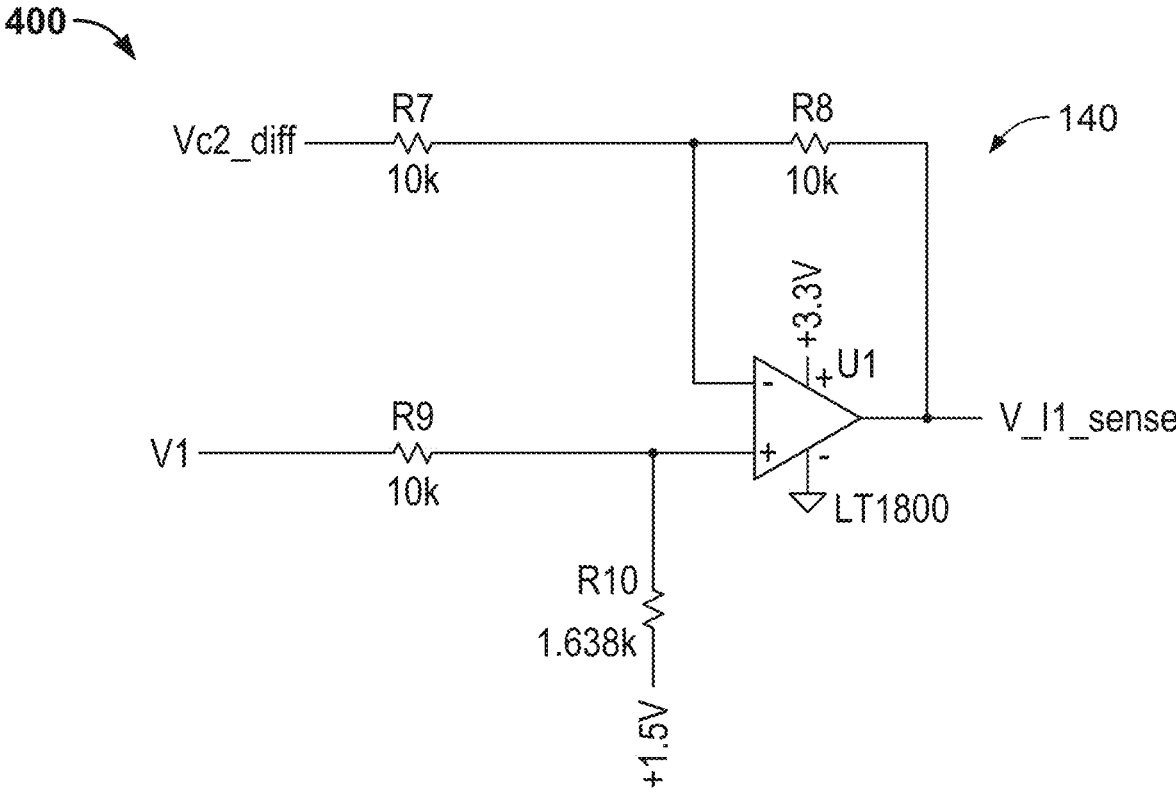 400
R7
R8
140
Vc2_diff
10k
10k
+3.3V
+ U1
-
R9
V_I1_sense
V1
+
-
10k
LT1800
R10
1.638k
+1.5V